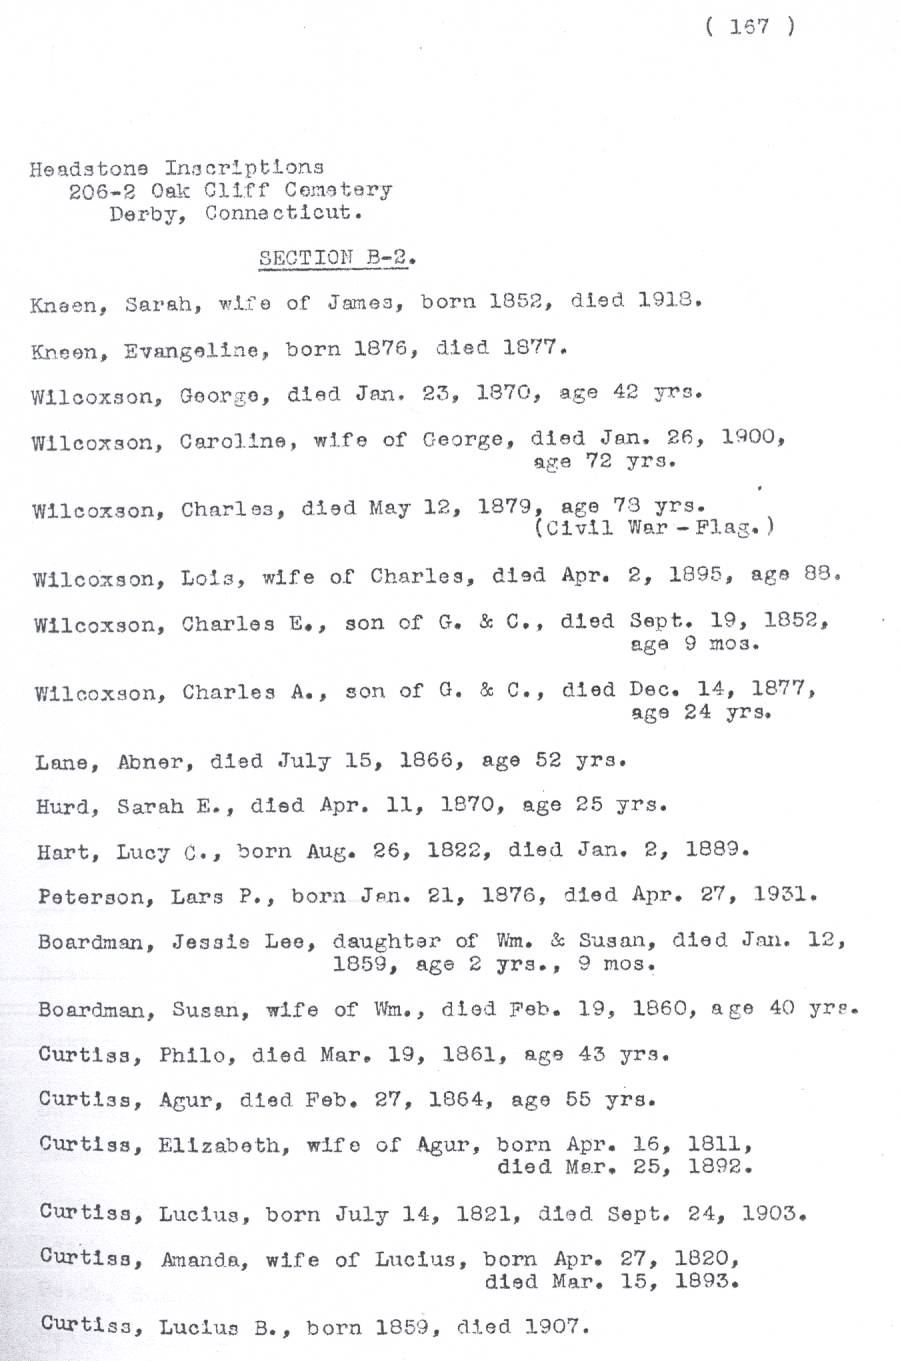 ( 167 )
Headstone Inscriptions
206-2 Oak Cliff Cemetery
Derby, Connecticut.
SECTION B-2.
Kneen, Sarah, wife of James, born 1852, died 1918.
Kneen, Evangeline, born 1876, died 1877.
Wilcoxson, George, died Jan. 23, 1870, age 42 yrs.
Wilcoxson, Caroline, wife of George, died Jan. 26, 1900,
age 72 yrs.
Wilcoxson, Charles, died May 12, 1879, age 73 yrs.
(Civil War - Flag.)
Wilcoxson, Lois, wife of Charles, died Apr. 2, 1895, age 88.
Wilcoxson, Charles E., son of G. & C., died Sept. 19, 1852,
age 9 mos.
Wilcoxson, Charles A., son of G. & C., died Dec. 14, 1877,
age 24 yrs.
Lane, Abner, died July 15, 1866, age 52 yrs.
Hurd, Sarah E., died Apr. 11, 1870, age 25 yrs.
Hart, Lucy C., born Aug. 26, 1822, died Jan. 2, 1889.
Peterson, Lars P., born Jan. 21, 1876, died Apr. 27, 1931.
Boardman, Jessie Lee, daughter of Wm. & Susan, died Jan. 12,
1859, age 2 yrs., 9 mos.
Boardman, Susan, wife of Wm., died Feb. 19, 1860, age 40 yrs.
Curtiss, Philo, died Mar. 19, 1861, age 43 yrs.
Curtiss, Agur, died Feb. 27, 1864, age 55 yrs.
Curtiss, Elizabeth, wife of Agur, born Apr. 16, 1811,
died Mar. 25, 1892.
Curtiss, Lucius, born July 14, 1821, died Sept. 24, 1903.
Curtiss, Amanda, wife of Lucius, born Apr. 27, 1820,
died Mar. 15, 1893.
Curtiss, Lucius B., born 1859, died 1907.